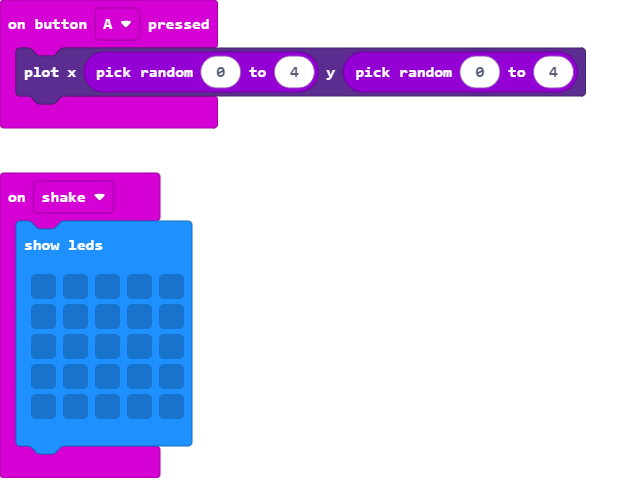 on button A pressed
plot x pick random 0 to 4 y pick random 0 to 4
on shake
show leds